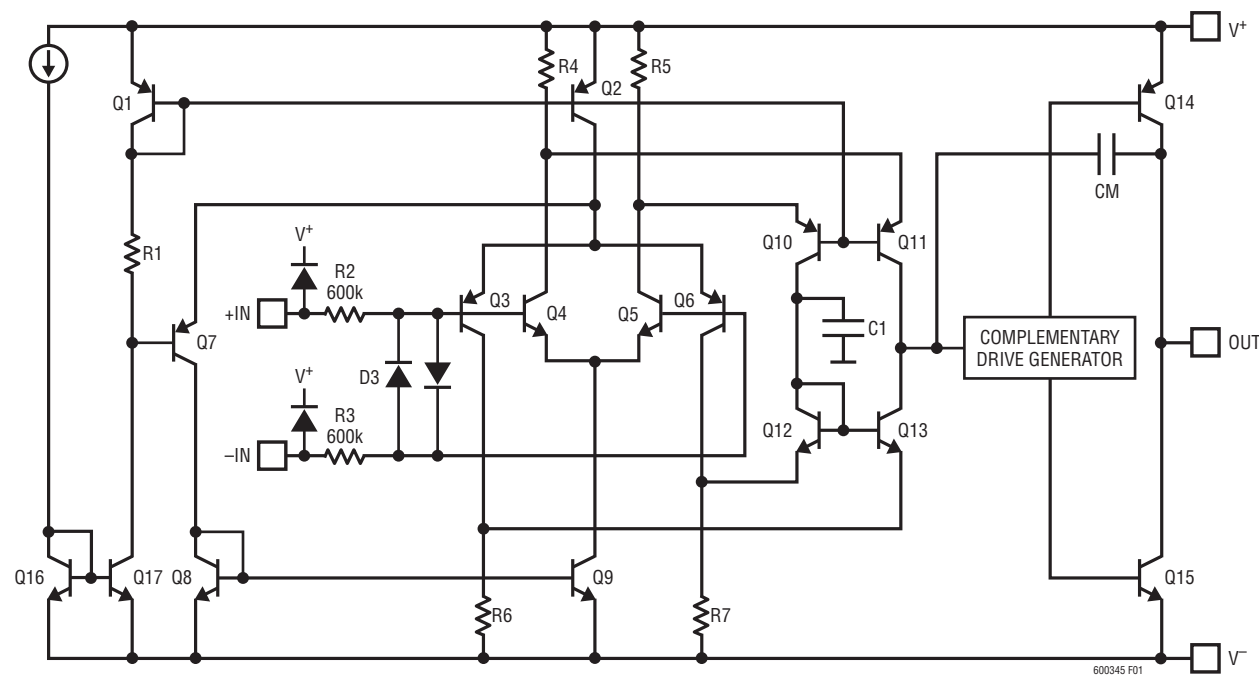 V+
R4
Q2
R5
Q1
Q14
CM
R1
V+
R2
600k
+IN
Q3
Q4
Q5
Q6
Q10
Q11
Q7
C1
COMPLEMENTARY
DRIVE GENERATOR
OUT
D3
V+
R3
600k
–IN
Q12
Q13
Q16
Q17
Q8
Q9
Q15
R6
R7
V–
600345 F01